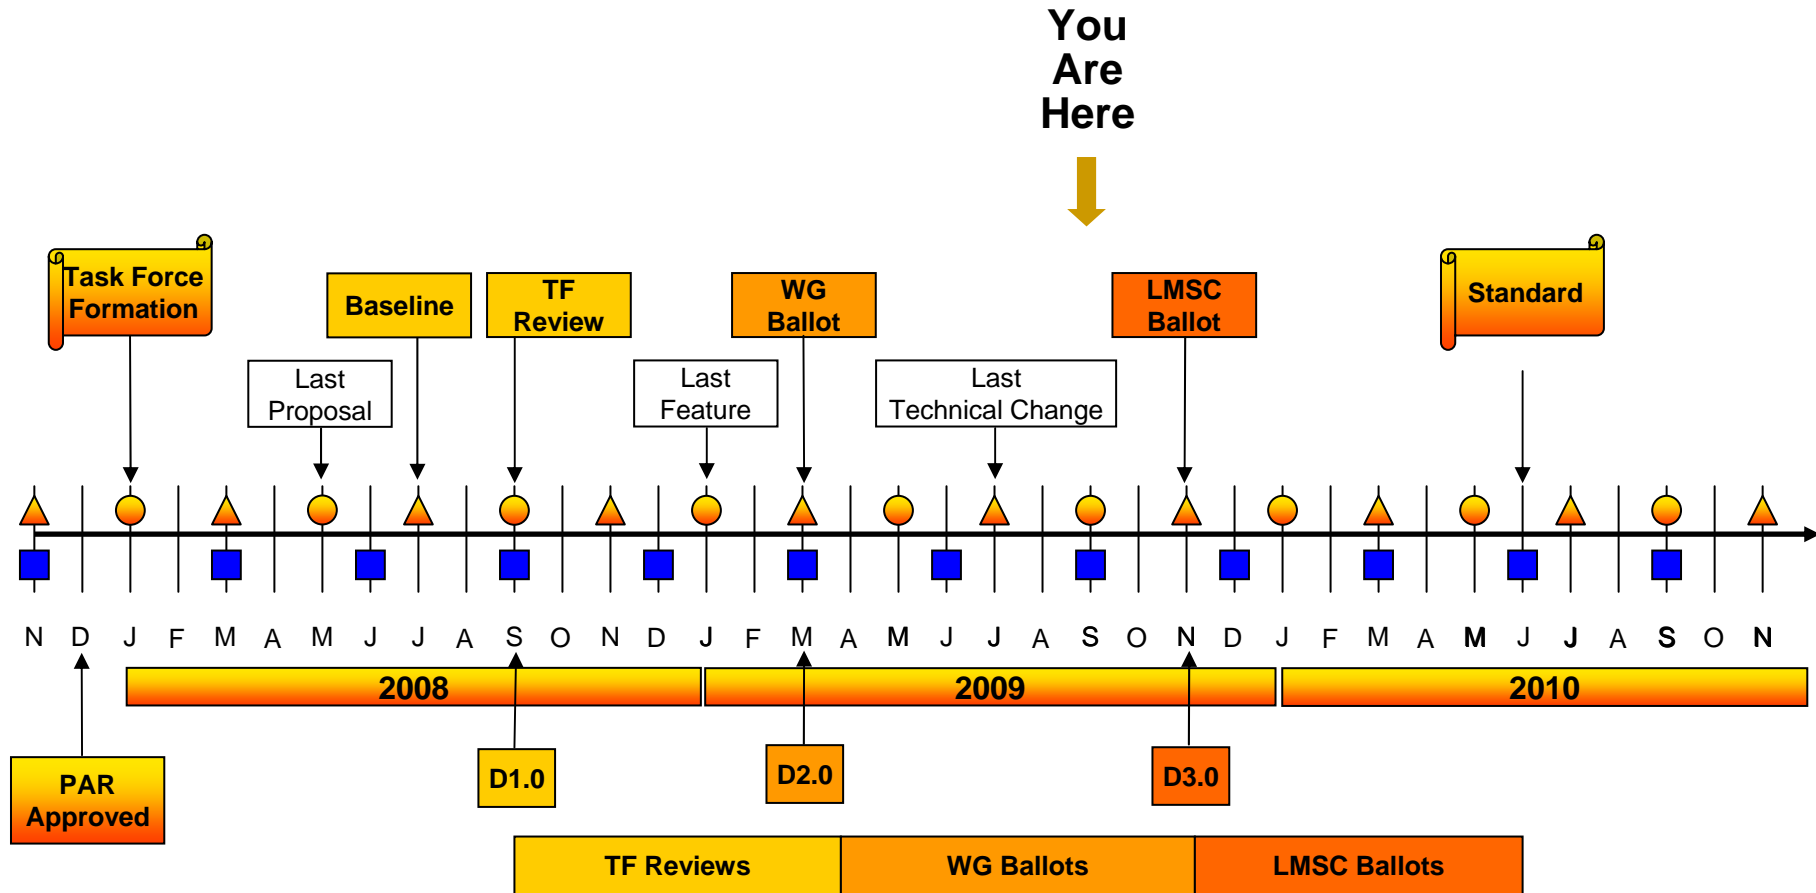 You
Are
Here
Task Force
Formation
Baseline
TF
Review
WG
Ballot
LMSC
Ballot
Standard
Last
Proposal
Last
Feature
Last
Technical Change
N D J F M A M J J A S O N D J F M A M J J A S O N D J F M A M J J A S O N
2008 2009 2010
PAR
Approved
D1.0
D2.0
D3.0
TF Reviews WG Ballots LMSC Ballots